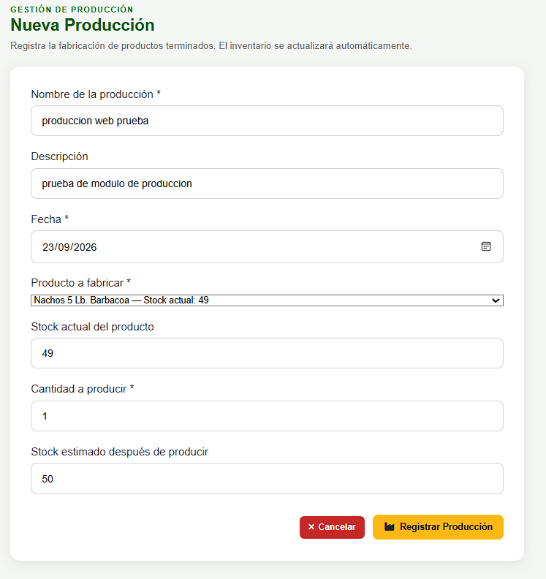 GESTIÓN DE PRODUCCIÓN
Nueva Producción
Registra la fabricación de productos terminados. El inventario se actualizará automáticamente.
Nombre de la producción *
produccion web prueba
Descripción
prueba de modulo de produccion
Fecha *
23/09/2026
Producto a fabricar *
Nachos 5 Lb. Barbacoa — Stock actual: 49
Stock actual del producto
49
Cantidad a producir *
1
Stock estimado después de producir
50
✕ Cancelar
Registrar Producción